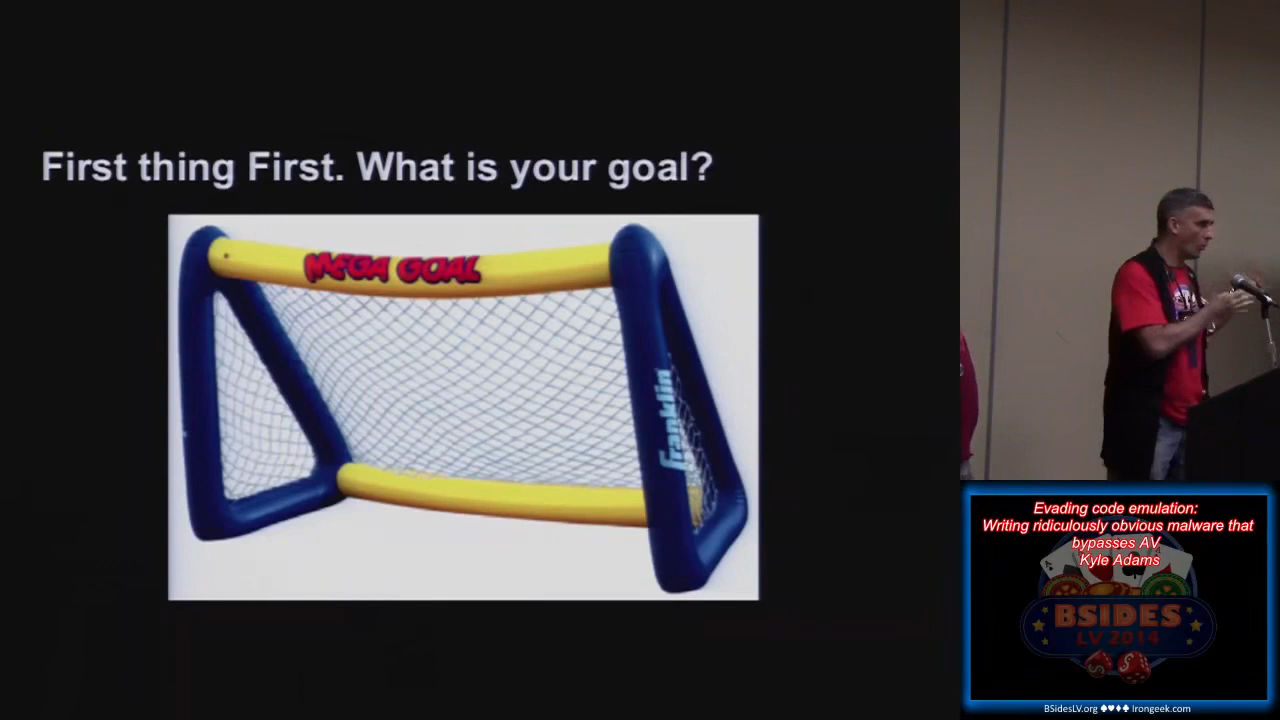 First thing First. What is your goal?
MEGA GOAL
Franklin
Evading code emulation:
Writing ridiculously obvious malware that
bypasses AV
Kyle Adams
BSIDES
LV 2014
BSidesLV.org ♠♥♦♣ Irongeek.com